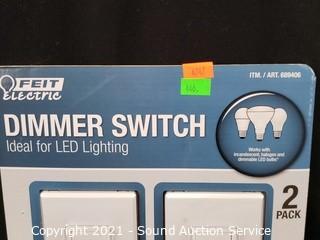 ITM. / ART. 689406
FEIT
electric
DIMMER SWITCH
Ideal for LED Lighting
Works with
incandescent, halogen and
dimmable LED bulbs*
2
PACK
Copyright 2021 - Sound Auction Service